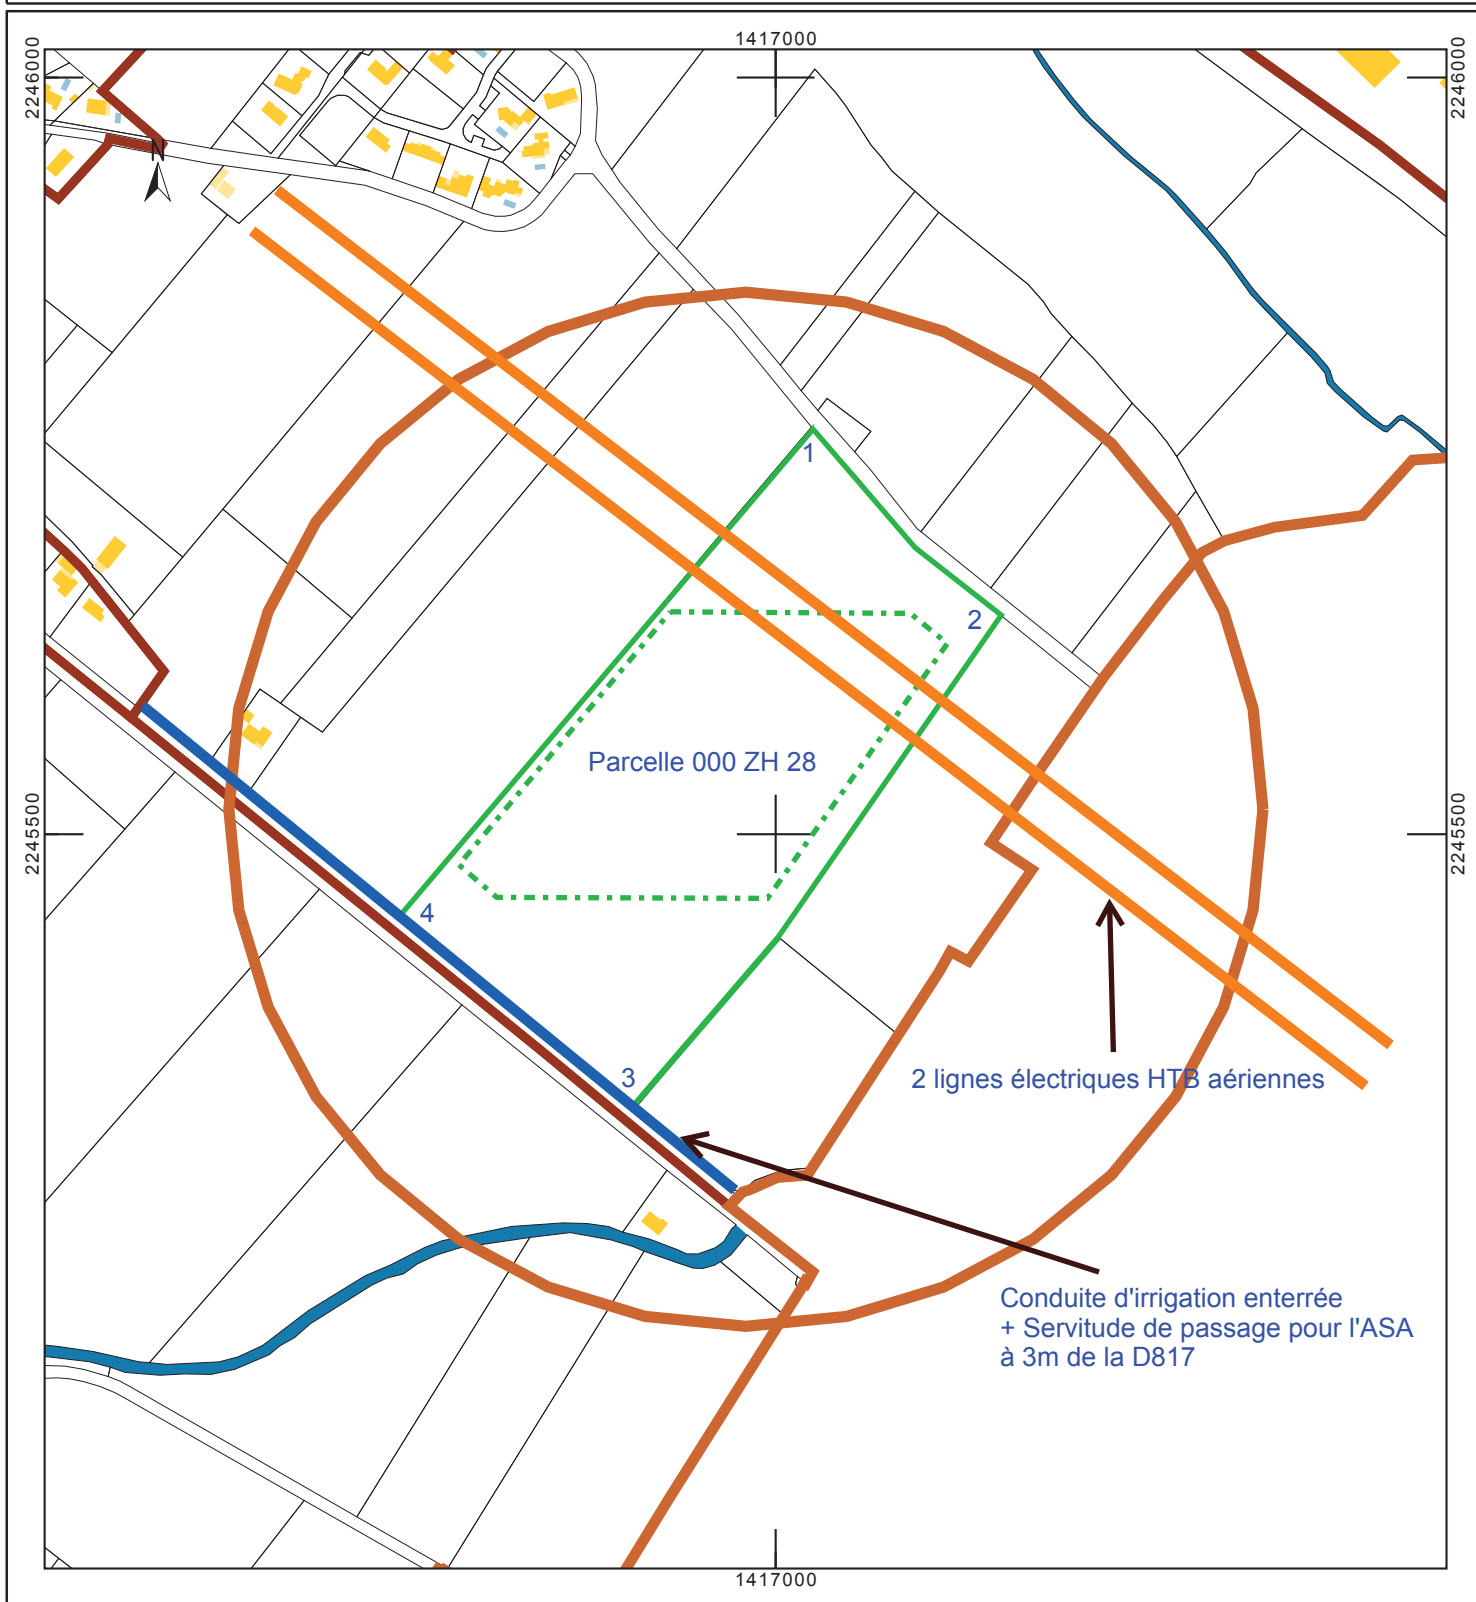 1417000
2246000
2246000
N
1
2
Parcelle 000 ZH 28
2245500
2245500
4
3
2 lignes électriques HTB aériennes
Conduite d'irrigation enterrée
+ Servitude de passage pour l'ASA
à 3m de la D817
1417000